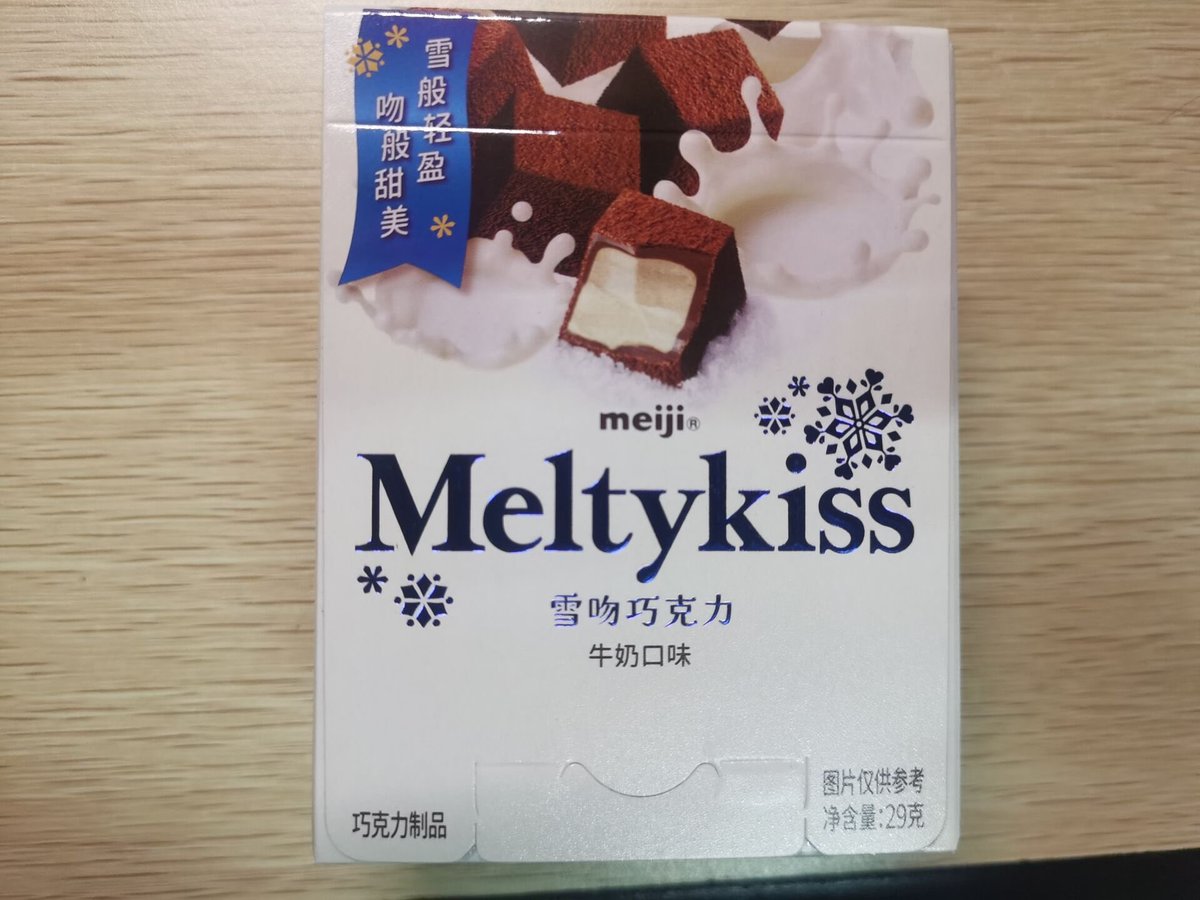 雪般轻盈
吻般甜美
meiji®
Meltykiss
雪吻巧克力
牛奶口味
巧克力制品
图片仅供参考
净含量:29克